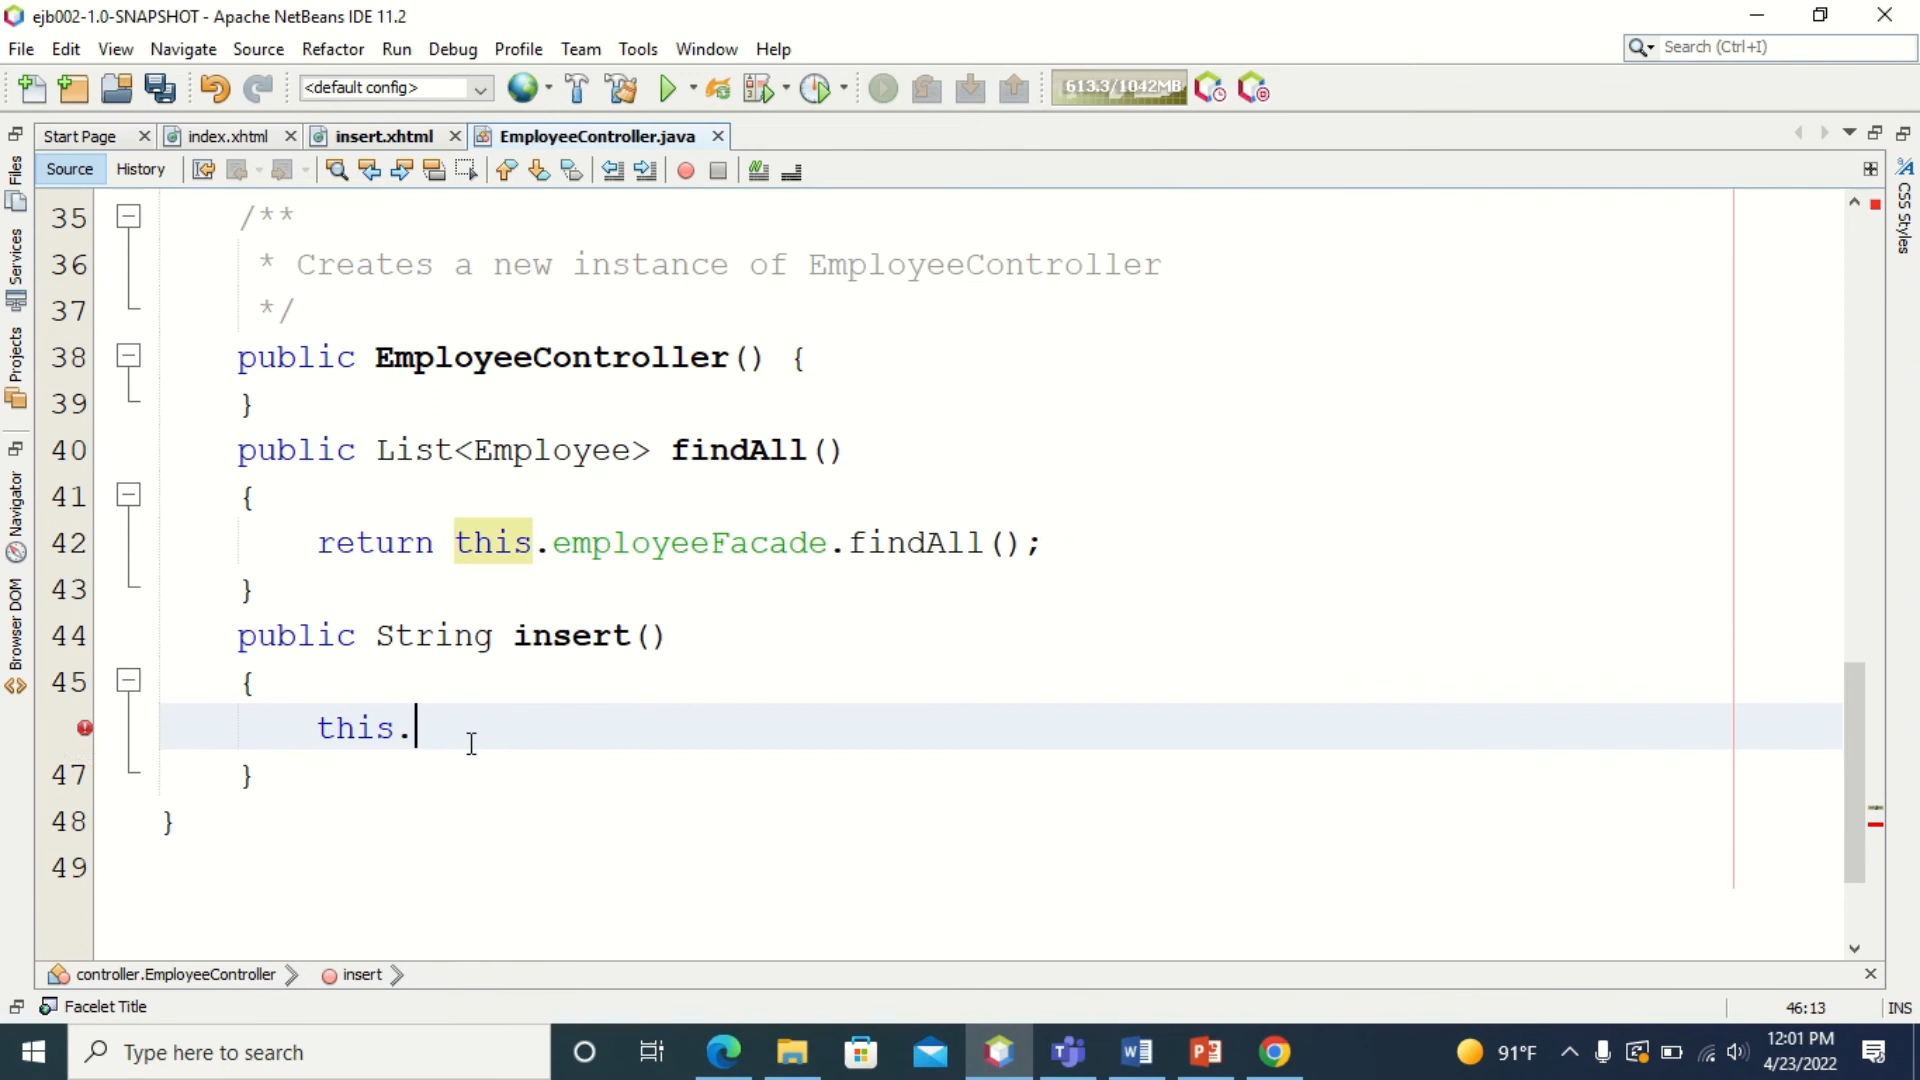 ejb002-1.0-SNAPSHOT - Apache NetBeans IDE 11.2
File Edit View Navigate Source Refactor Run Debug Profile Team Tools Window Help
Search (Ctrl+I)
<default config>
613.3/1042MB
Start Page index.xhtml insert.xhtml EmployeeController.java
Source History
Files
Services
Projects
Navigator
Browser DOM
CSS Styles
35 /**
36 * Creates a new instance of EmployeeController
37 */
38 public EmployeeController() {
39 }
40 public List<Employee> findAll()
41 {
42 return this.employeeFacade.findAll();
43 }
44 public String insert()
45 {
this.
47 }
48 }
49
controller.EmployeeController insert
Facelet Title
46:13 INS
Type here to search
91°F
12:01 PM
4/23/2022